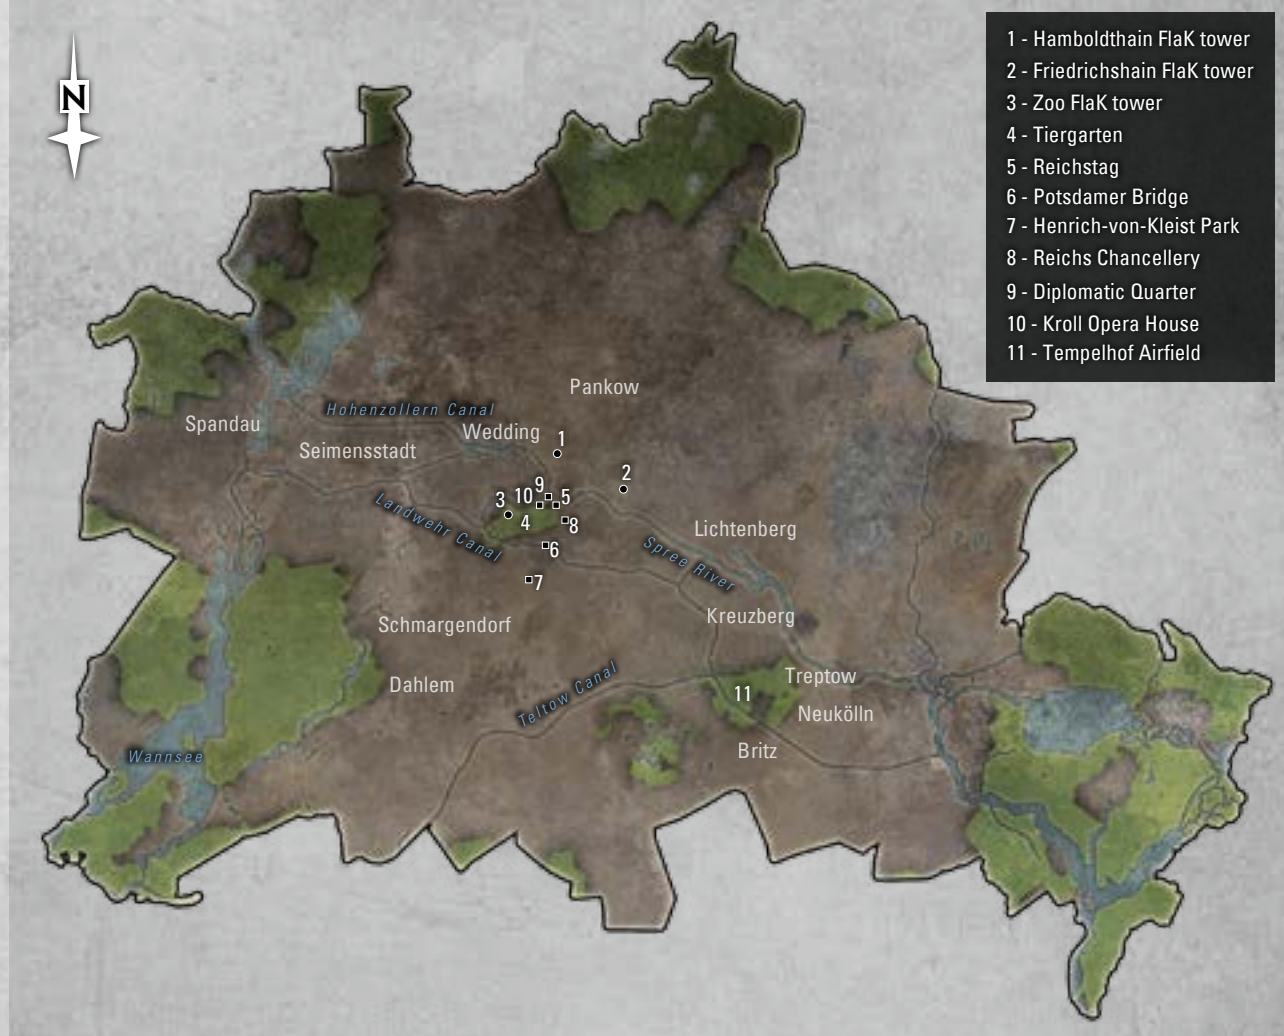 N
1 - Hamboldthain FlaK tower
2 - Friedrichshain FlaK tower
3 - Zoo FlaK tower
4 - Tiergarten
5 - Reichstag
6 - Potsdamer Bridge
7 - Henrich-von-Kleist Park
8 - Reichs Chancellery
9 - Diplomatic Quarter
10 - Kroll Opera House
11 - Tempelhof Airfield
Pankow
Hohenzollern Canal
Spandau
Wedding
1
Seimensstadt
2
9
3
10
5
Landwehr Canal
4
8
Lichtenberg
6
Spree River
7
Kreuzberg
Schmargendorf
Treptow
Dahlem
Teltow Canal
11
Neukölln
Wannsee
Britz